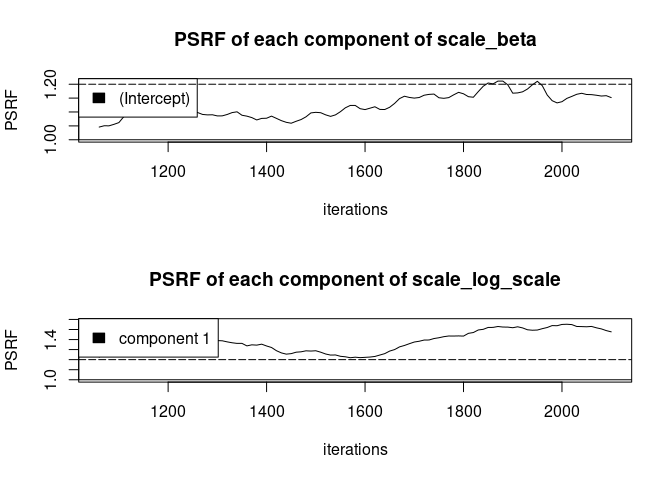 PSRF of each component of scale_beta
PSRF
1.00
1.20
(Intercept)
1200 1400 1600 1800 2000
iterations
PSRF of each component of scale_log_scale
PSRF
1.0
1.4
component 1
1200 1400 1600 1800 2000
iterations